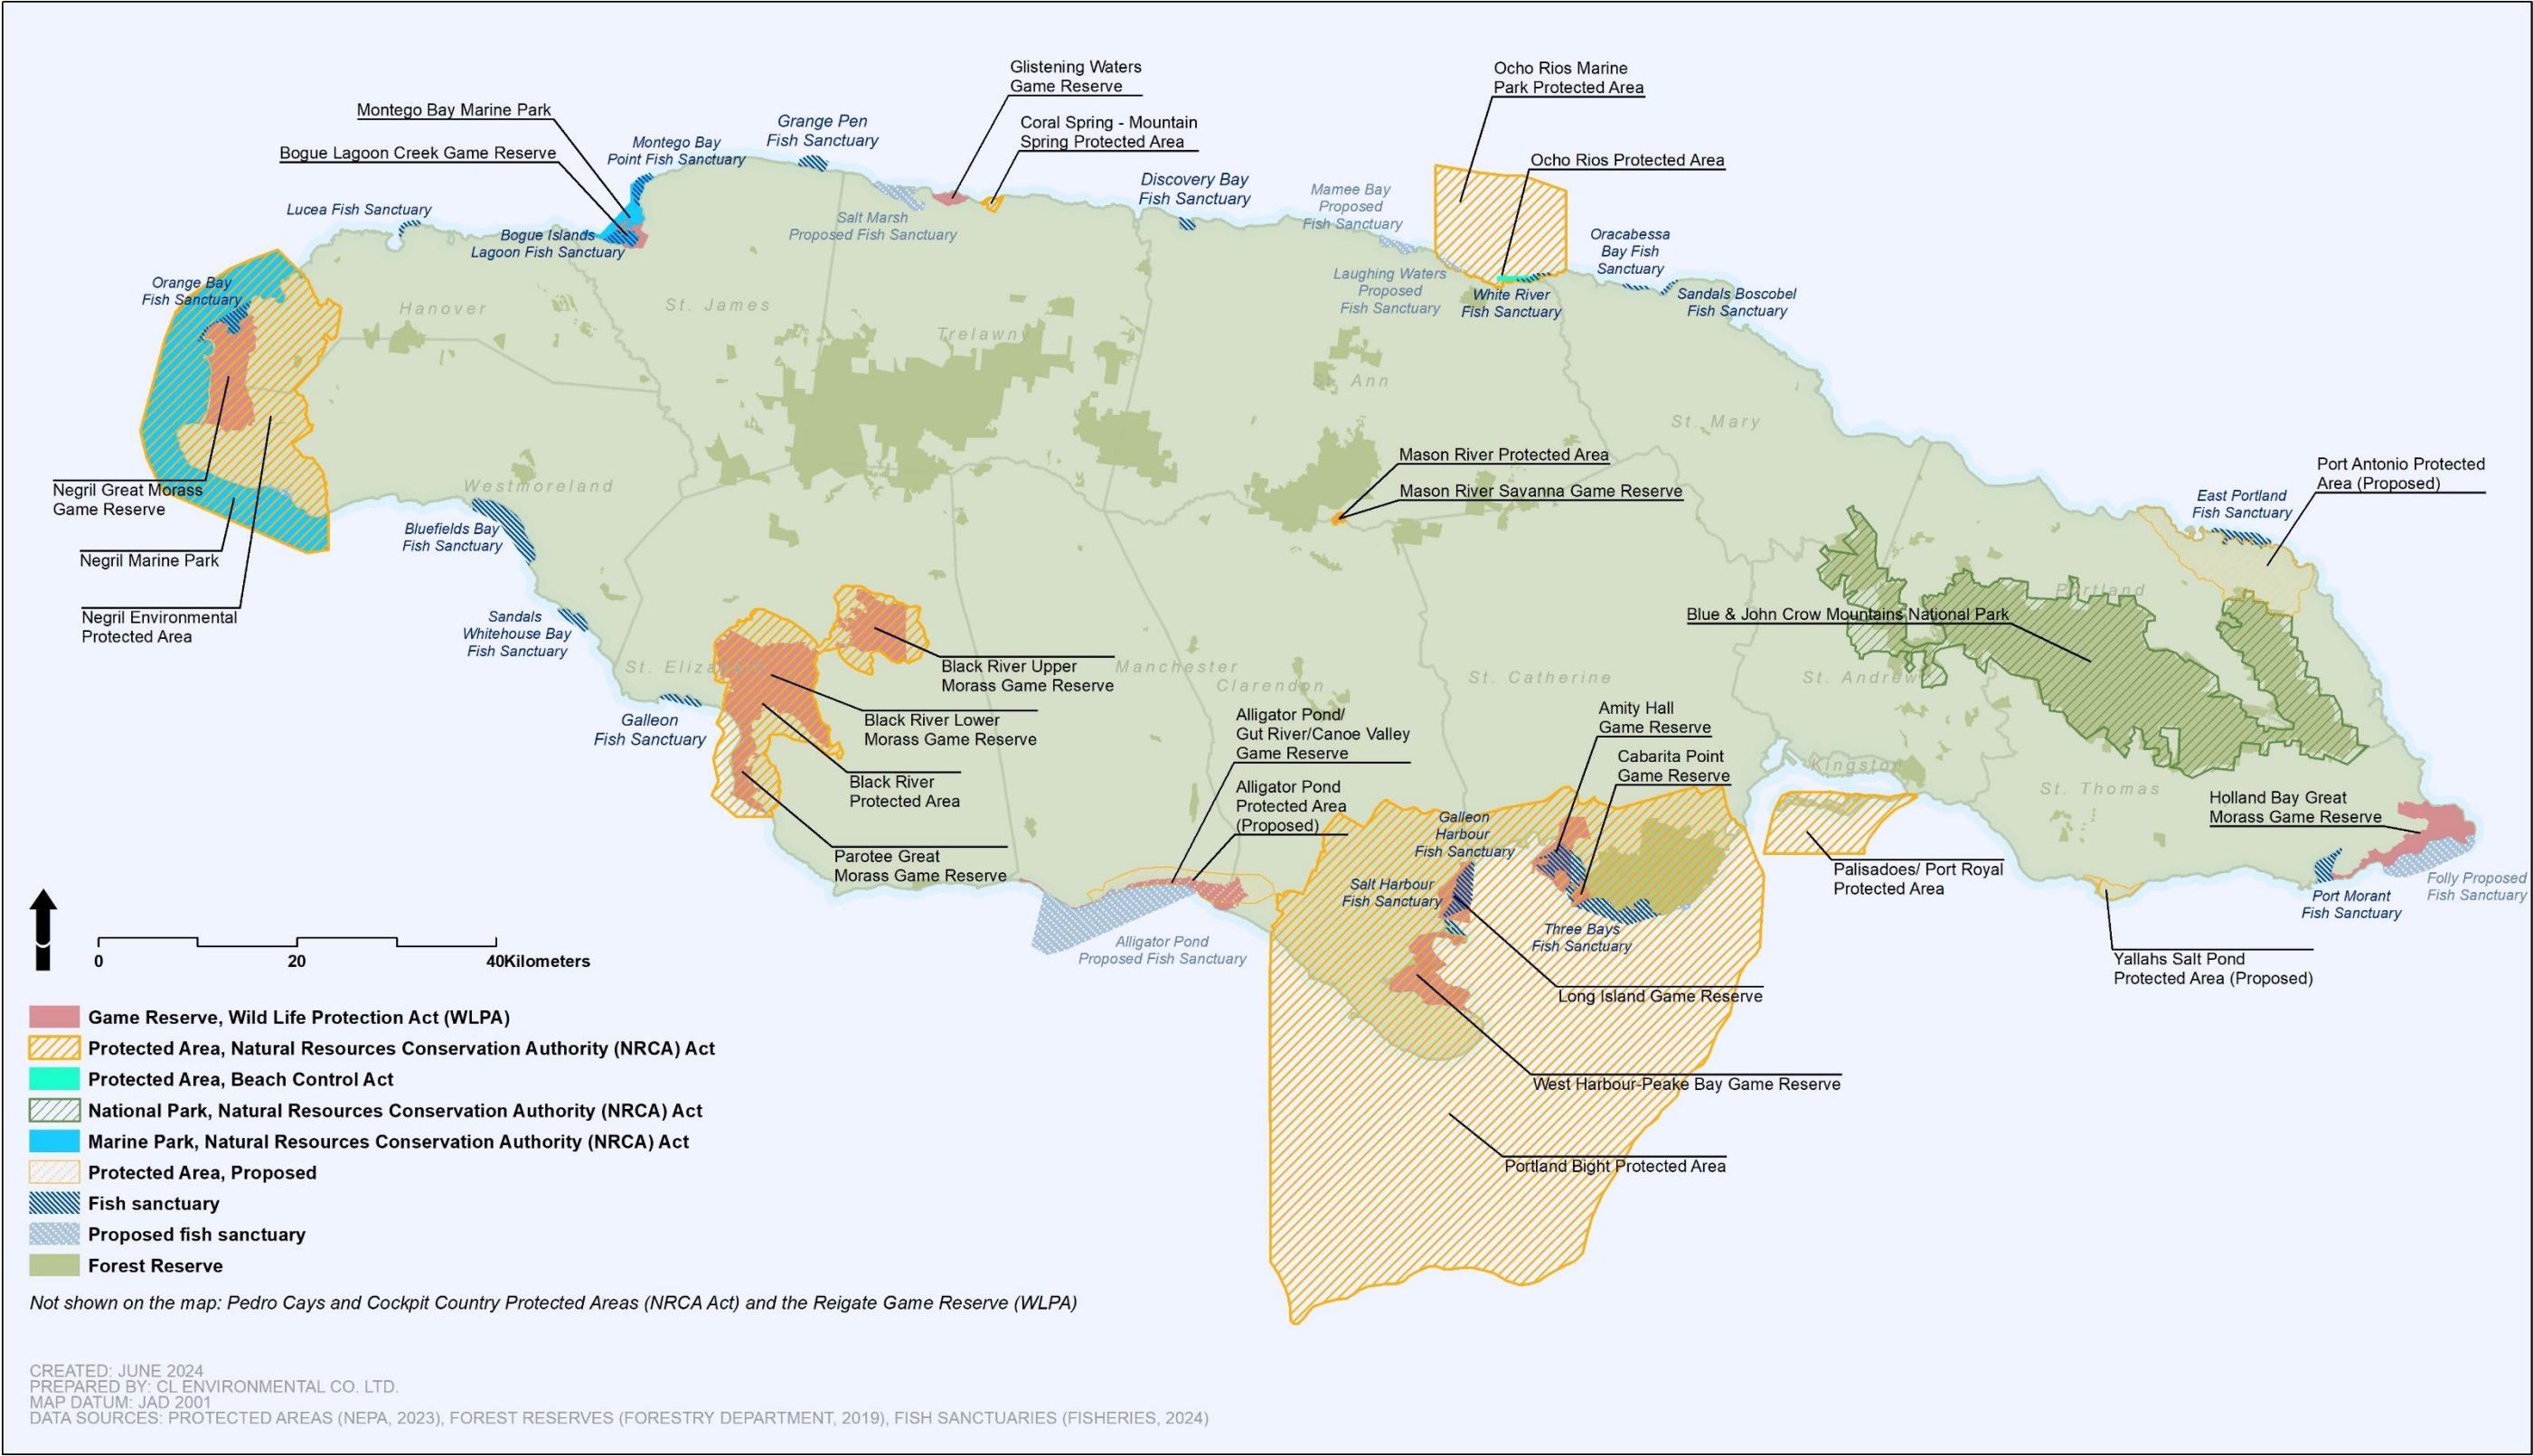 Glistening Waters
Game Reserve
Ocho Rios Marine
Park Protected Area
Montego Bay Marine Park
Grange Pen
Fish Sanctuary
Coral Spring - Mountain
Spring Protected Area
Bogue Lagoon Creek Game Reserve
Montego Bay
Point Fish Sanctuary
Ocho Rios Protected Area
Discovery Bay
Fish Sanctuary
Mamee Bay
Proposed
Fish Sanctuary
Lucea Fish Sanctuary
Salt Marsh
Proposed Fish Sanctuary
Bogue Islands
Lagoon Fish Sanctuary
Oracabessa
Bay Fish
Sanctuary
Orange Bay
Fish Sanctuary
Laughing Waters
Proposed
Fish Sanctuary
White River
Fish Sanctuary
Sandals Boscobel
Fish Sanctuary
Hanover
St. James
Trelawny
St. Ann
St. Mary
Mason River Protected Area
Mason River Savanna Game Reserve
Port Antonio Protected
Area (Proposed)
Westmoreland
Negril Great Morass
Game Reserve
East Portland
Fish Sanctuary
Bluefields Bay
Fish Sanctuary
Negril Marine Park
Portland
Negril Environmental
Protected Area
Sandals
Whitehouse Bay
Fish Sanctuary
Blue & John Crow Mountains National Park
St. Elizabeth
Black River Upper
Morass Game Reserve
Manchester
Clarendon
St. Catherine
St. Andrew
Galleon
Fish Sanctuary
Black River Lower
Morass Game Reserve
Alligator Pond/
Gut River/Canoe Valley
Game Reserve
Amity Hall
Game Reserve
Cabarita Point
Game Reserve
Kingston
Black River
Protected Area
Alligator Pond
Protected Area
(Proposed)
St. Thomas
Holland Bay Great
Morass Game Reserve
Galleon
Harbour
Fish Sanctuary
Parotee Great
Morass Game Reserve
Salt Harbour
Fish Sanctuary
Palisadoes/ Port Royal
Protected Area
Folly Proposed
Fish Sanctuary
Port Morant
Fish Sanctuary
Three Bays
Fish Sanctuary
Alligator Pond
Proposed Fish Sanctuary
Yallahs Salt Pond
Protected Area (Proposed)
Long Island Game Reserve
West Harbour-Peake Bay Game Reserve
Portland Bight Protected Area
0 20 40Kilometers
Game Reserve, Wild Life Protection Act (WLPA)
Protected Area, Natural Resources Conservation Authority (NRCA) Act
Protected Area, Beach Control Act
National Park, Natural Resources Conservation Authority (NRCA) Act
Marine Park, Natural Resources Conservation Authority (NRCA) Act
Protected Area, Proposed
Fish sanctuary
Proposed fish sanctuary
Forest Reserve
Not shown on the map: Pedro Cays and Cockpit Country Protected Areas (NRCA Act) and the Reigate Game Reserve (WLPA)
CREATED: JUNE 2024
PREPARED BY: CL ENVIRONMENTAL CO. LTD.
MAP DATUM: JAD 2001
DATA SOURCES: PROTECTED AREAS (NEPA, 2023), FOREST RESERVES (FORESTRY DEPARTMENT, 2019), FISH SANCTUARIES (FISHERIES, 2024)